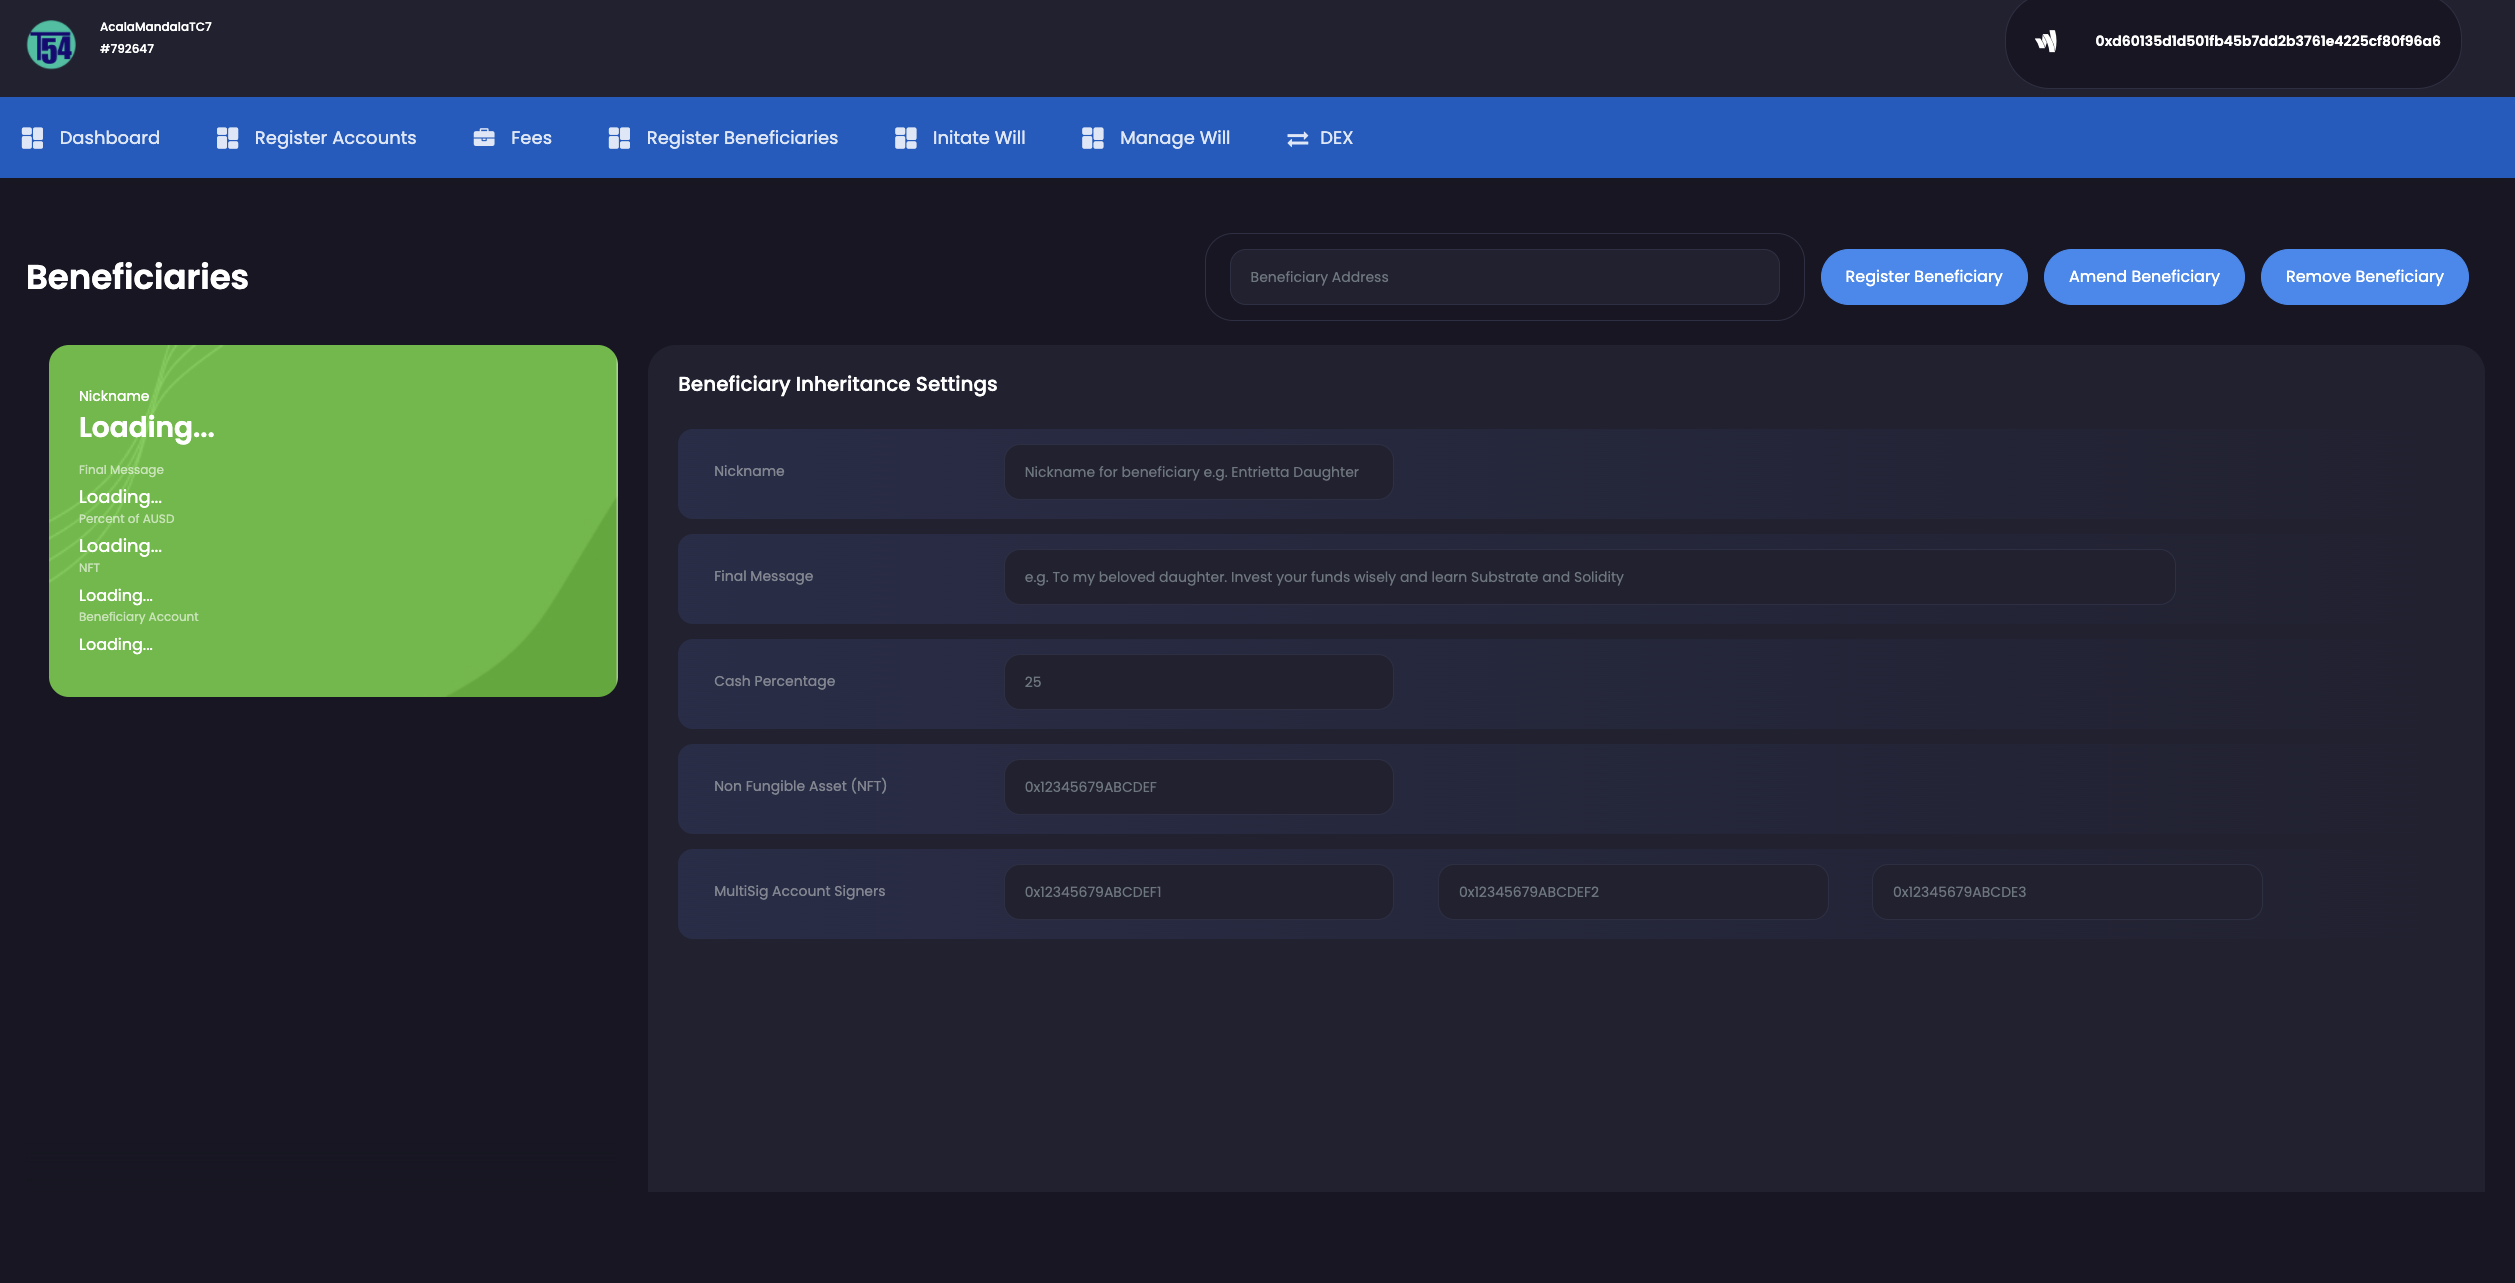 T54
AcalaMandalaTC7
#792647
0xd60135d1d501fb45b7dd2b3761e4225cf80f96a6
Dashboard
Register Accounts
Fees
Register Beneficiaries
Initate Will
Manage Will
DEX
Beneficiaries
Beneficiary Address
Register Beneficiary
Amend Beneficiary
Remove Beneficiary
Nickname
Loading...
Final Message
Loading...
Percent of AUSD
Loading...
NFT
Loading...
Beneficiary Account
Loading...
Beneficiary Inheritance Settings
Nickname
Nickname for beneficiary e.g. Entrietta Daughter
Final Message
e.g. To my beloved daughter. Invest your funds wisely and learn Substrate and Solidity
Cash Percentage
25
Non Fungible Asset (NFT)
0x12345679ABCDEF
MultiSig Account Signers
0x12345679ABCDEF1
0x12345679ABCDEF2
0x12345679ABCDE3